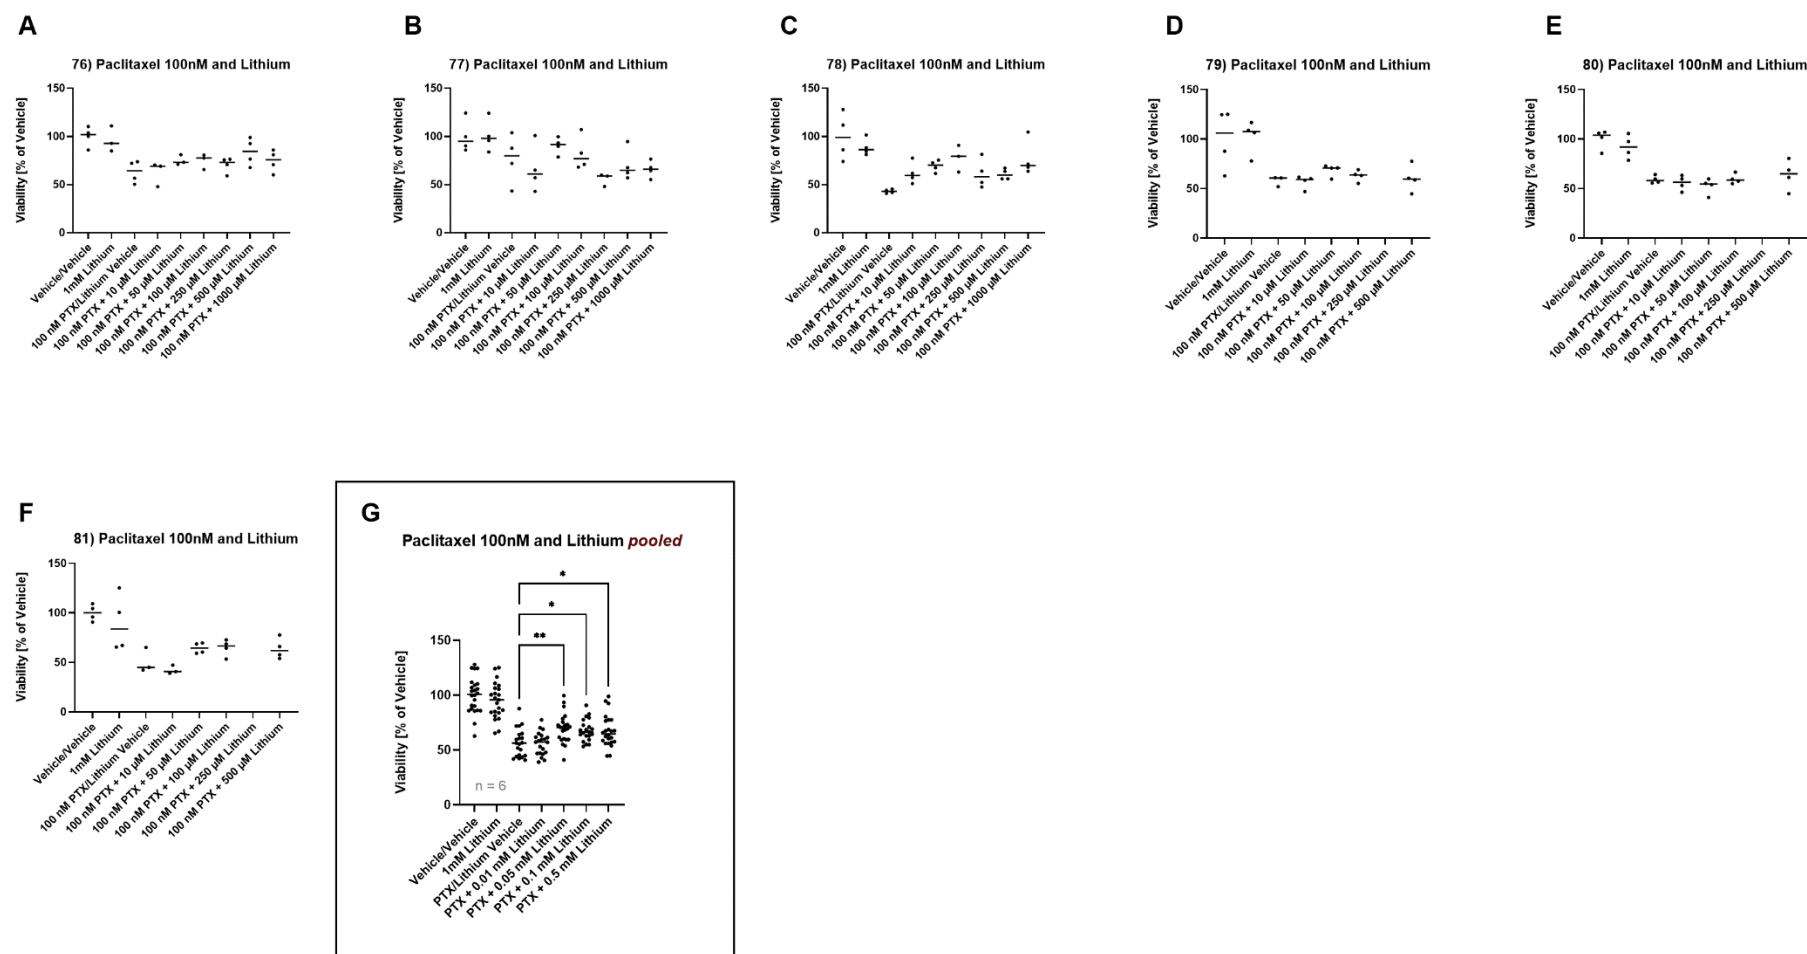 A
76) Paclitaxel 100nM and Lithium
Viability [% of Vehicle]
150
100
50
0
Vehicle/Vehicle
1mM Lithium
100 nM PTX/Lithium Vehicle
100 nM PTX + 10 µM Lithium
100 nM PTX + 50 µM Lithium
100 nM PTX + 100 µM Lithium
100 nM PTX + 250 µM Lithium
100 nM PTX + 500 µM Lithium
100 nM PTX + 1000 µM Lithium
B
77) Paclitaxel 100nM and Lithium
Viability [% of Vehicle]
150
100
50
0
Vehicle/Vehicle
1mM Lithium
100 nM PTX/Lithium Vehicle
100 nM PTX + 10 µM Lithium
100 nM PTX + 50 µM Lithium
100 nM PTX + 100 µM Lithium
100 nM PTX + 250 µM Lithium
100 nM PTX + 500 µM Lithium
100 nM PTX + 1000 µM Lithium
C
78) Paclitaxel 100nM and Lithium
Viability [% of Vehicle]
150
100
50
0
Vehicle/Vehicle
1mM Lithium
100 nM PTX/Lithium Vehicle
100 nM PTX + 10 µM Lithium
100 nM PTX + 50 µM Lithium
100 nM PTX + 100 µM Lithium
100 nM PTX + 250 µM Lithium
100 nM PTX + 500 µM Lithium
100 nM PTX + 1000 µM Lithium
D
79) Paclitaxel 100nM and Lithium
Viability [% of Vehicle]
150
100
50
0
Vehicle/Vehicle
1mM Lithium
100 nM PTX/Lithium Vehicle
100 nM PTX + 10 µM Lithium
100 nM PTX + 50 µM Lithium
100 nM PTX + 100 µM Lithium
100 nM PTX + 250 µM Lithium
100 nM PTX + 500 µM Lithium
E
80) Paclitaxel 100nM and Lithium
Viability [% of Vehicle]
150
100
50
0
Vehicle/Vehicle
1mM Lithium
100 nM PTX/Lithium Vehicle
100 nM PTX + 10 µM Lithium
100 nM PTX + 50 µM Lithium
100 nM PTX + 100 µM Lithium
100 nM PTX + 250 µM Lithium
100 nM PTX + 500 µM Lithium
F
81) Paclitaxel 100nM and Lithium
Viability [% of Vehicle]
150
100
50
0
Vehicle/Vehicle
1mM Lithium
100 nM PTX/Lithium Vehicle
100 nM PTX + 10 µM Lithium
100 nM PTX + 50 µM Lithium
100 nM PTX + 100 µM Lithium
100 nM PTX + 250 µM Lithium
100 nM PTX + 500 µM Lithium
G
Paclitaxel 100nM and Lithium pooled
*
*
**
Viability [% of Vehicle]
150
100
50
0
n = 6
Vehicle/Vehicle
1mM Lithium
PTX/Lithium Vehicle
PTX + 0.01 mM Lithium
PTX + 0.05 mM Lithium
PTX + 0.1 mM Lithium
PTX + 0.5 mM Lithium